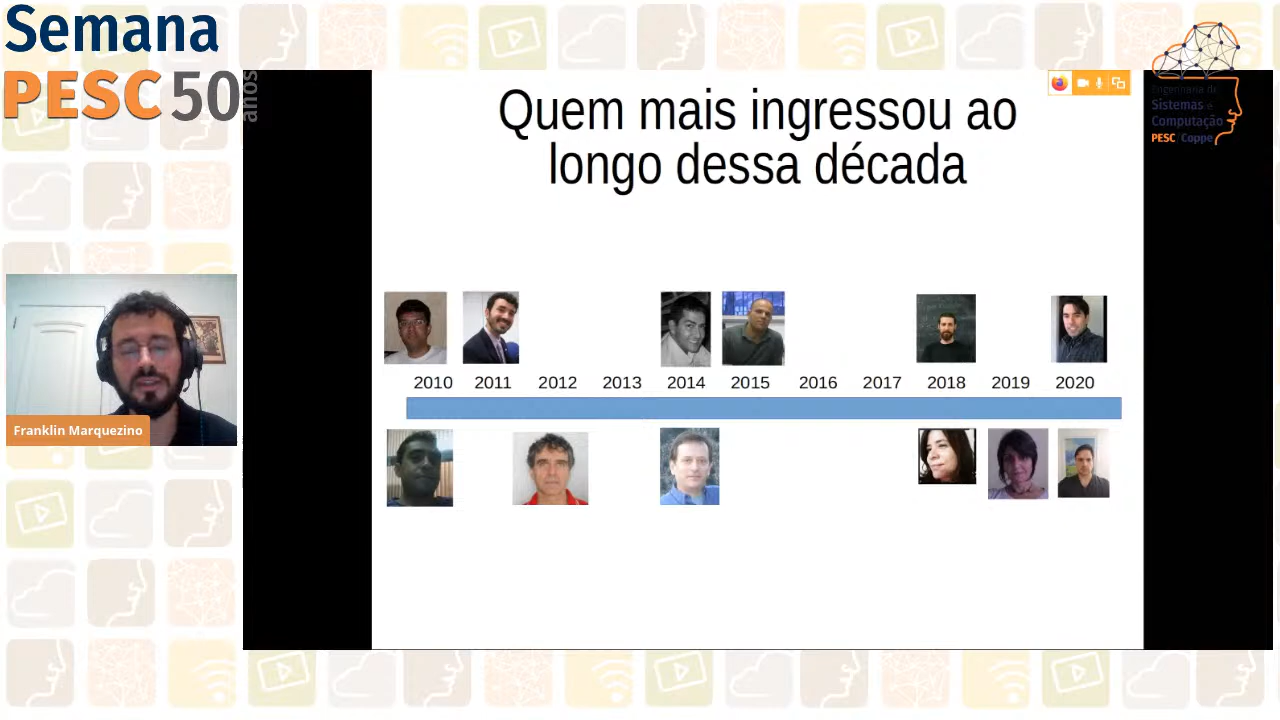 Semana
PESC 50
anos
Quem mais ingressou ao
longo dessa década
Engenharia de
Sistemas e
Computação
PESC Coppe
2010 2011 2012 2013 2014 2015 2016 2017 2018 2019 2020
Franklin Marquezino